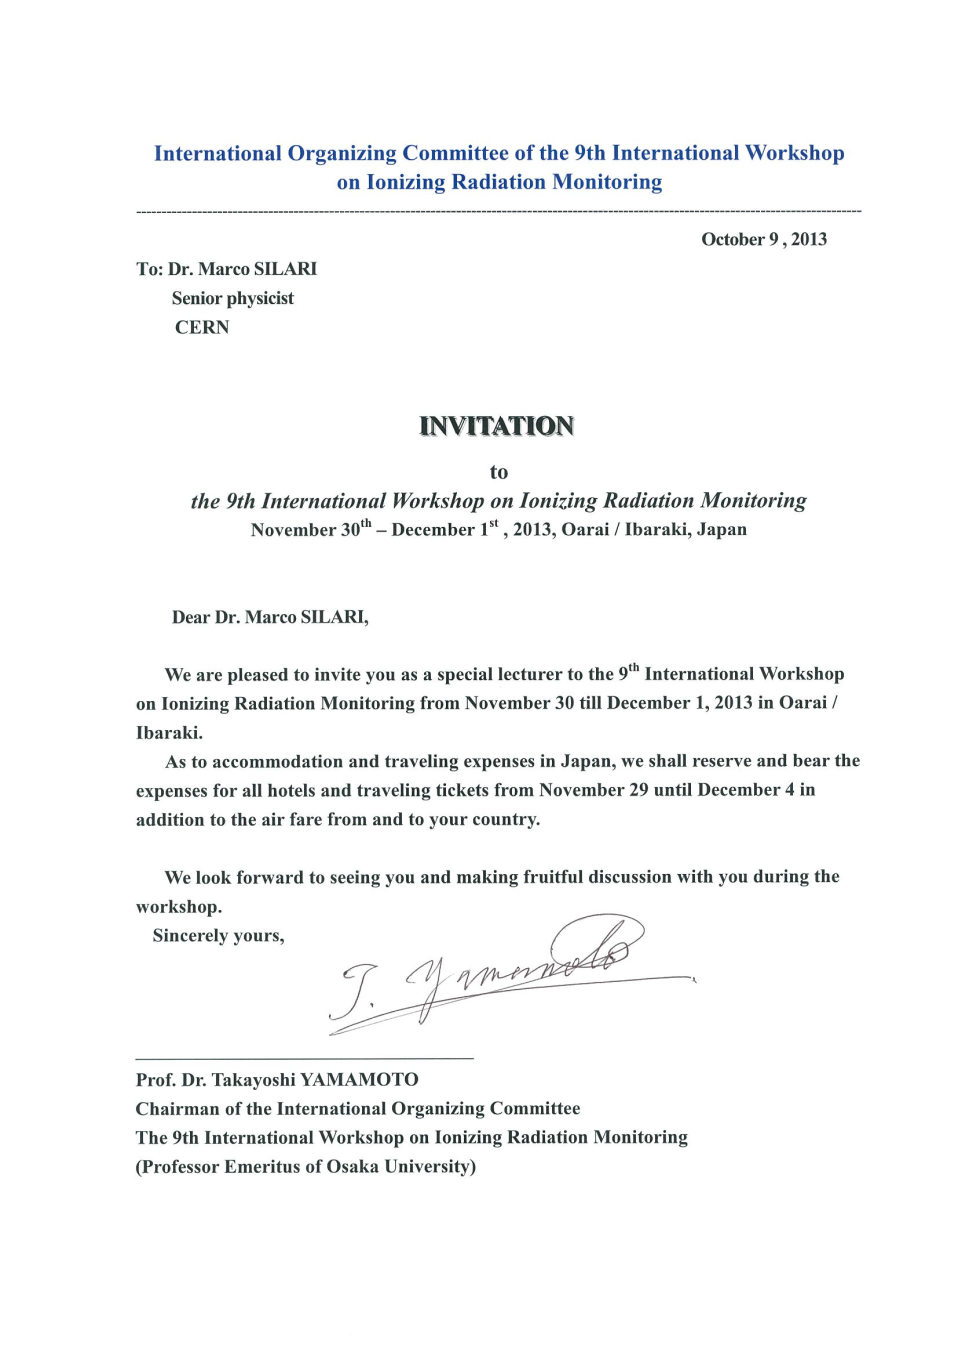 International Organizing Committee of the 9th International Workshop
on Ionizing Radiation Monitoring
October 9 , 2013
To: Dr. Marco SILARI
Senior physicist
CERN
INVITATION
to
the 9th International Workshop on Ionizing Radiation Monitoring
November 30th – December 1st , 2013, Oarai / Ibaraki, Japan
Dear Dr. Marco SILARI,
We are pleased to invite you as a special lecturer to the 9th International Workshop
on Ionizing Radiation Monitoring from November 30 till December 1, 2013 in Oarai /
Ibaraki.
As to accommodation and traveling expenses in Japan, we shall reserve and bear the
expenses for all hotels and traveling tickets from November 29 until December 4 in
addition to the air fare from and to your country.
We look forward to seeing you and making fruitful discussion with you during the
workshop.
Sincerely yours,
T. Yamamoto
Prof. Dr. Takayoshi YAMAMOTO
Chairman of the International Organizing Committee
The 9th International Workshop on Ionizing Radiation Monitoring
(Professor Emeritus of Osaka University)